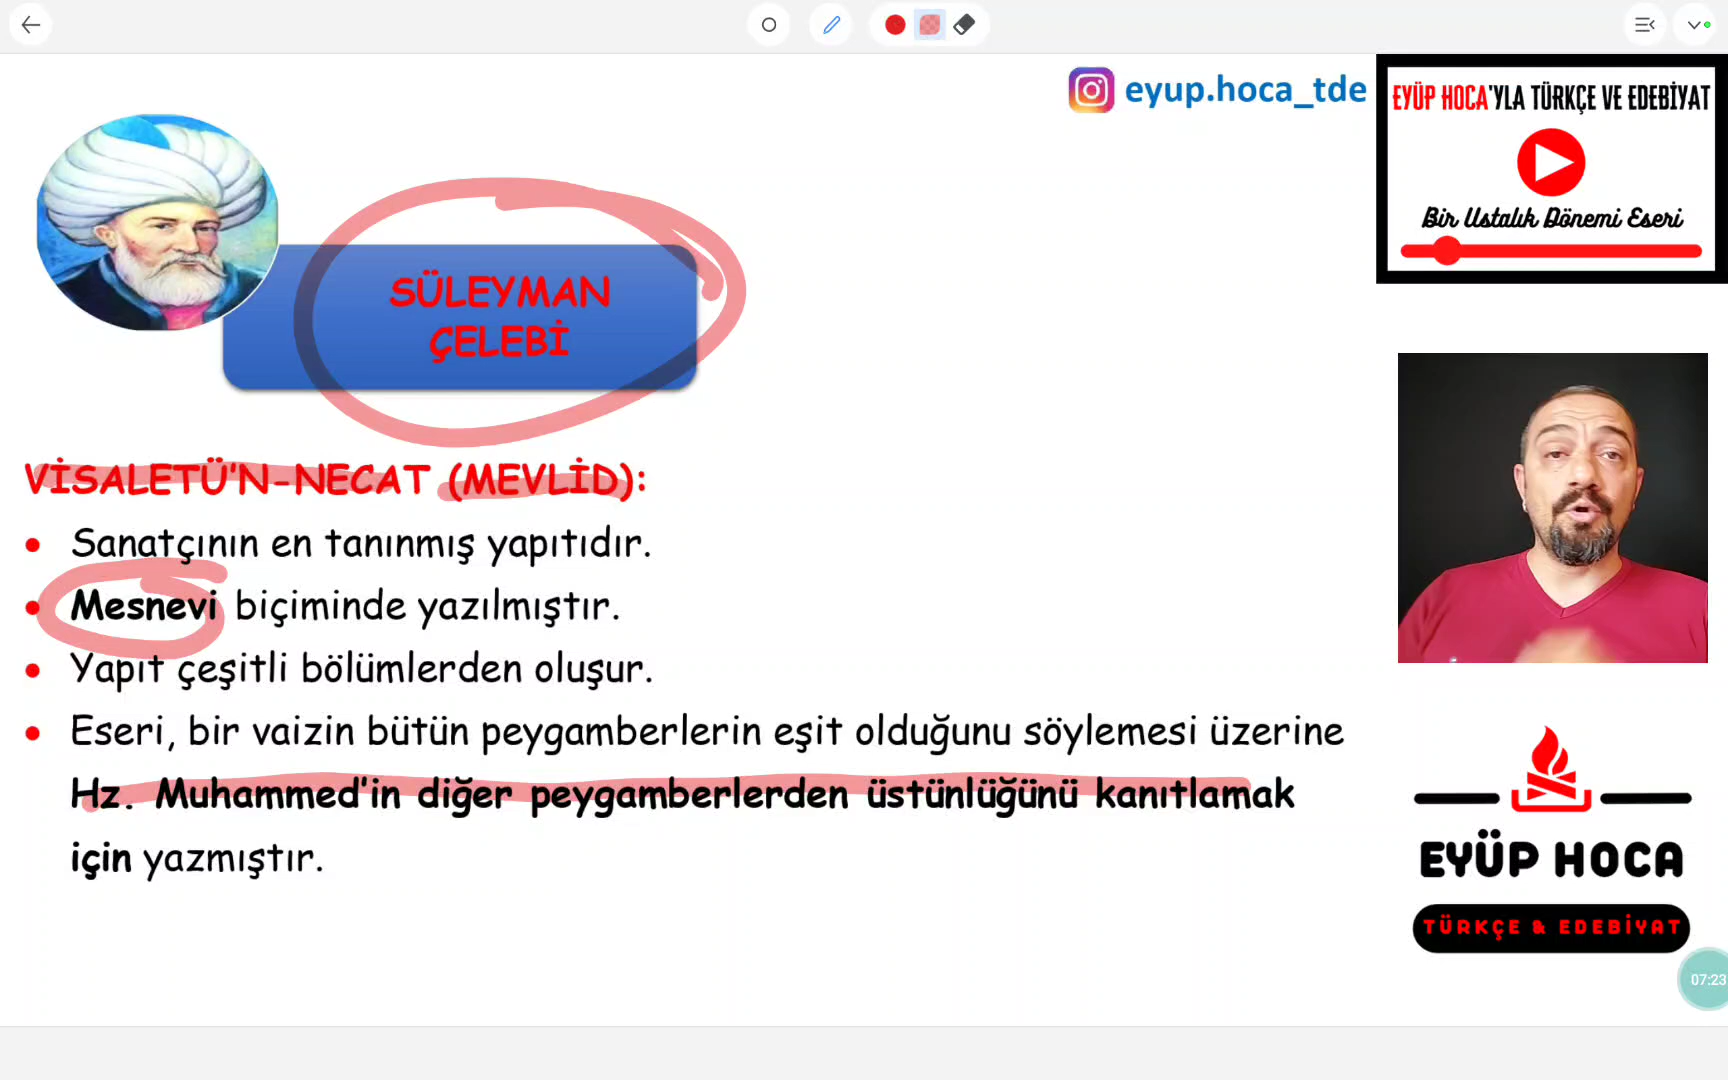 eyup.hoca_tde
EYÜP HOCA'YLA TÜRKÇE VE EDEBİYAT
Bir Ustalık Dönemi Eseri
SÜLEYMAN
ÇELEBİ
VİSALETÜ'N-NECAT (MEVLİD):
• Sanatçının en tanınmış yapıtıdır.
• Mesnevi biçiminde yazılmıştır.
• Yapıt çeşitli bölümlerden oluşur.
• Eseri, bir vaizin bütün peygamberlerin eşit olduğunu söylemesi üzerine
Hz. Muhammed'in diğer peygamberlerden üstünlüğünü kanıtlamak
için yazmıştır.
EYÜP HOCA
TÜRKÇE & EDEBİYAT
07:23